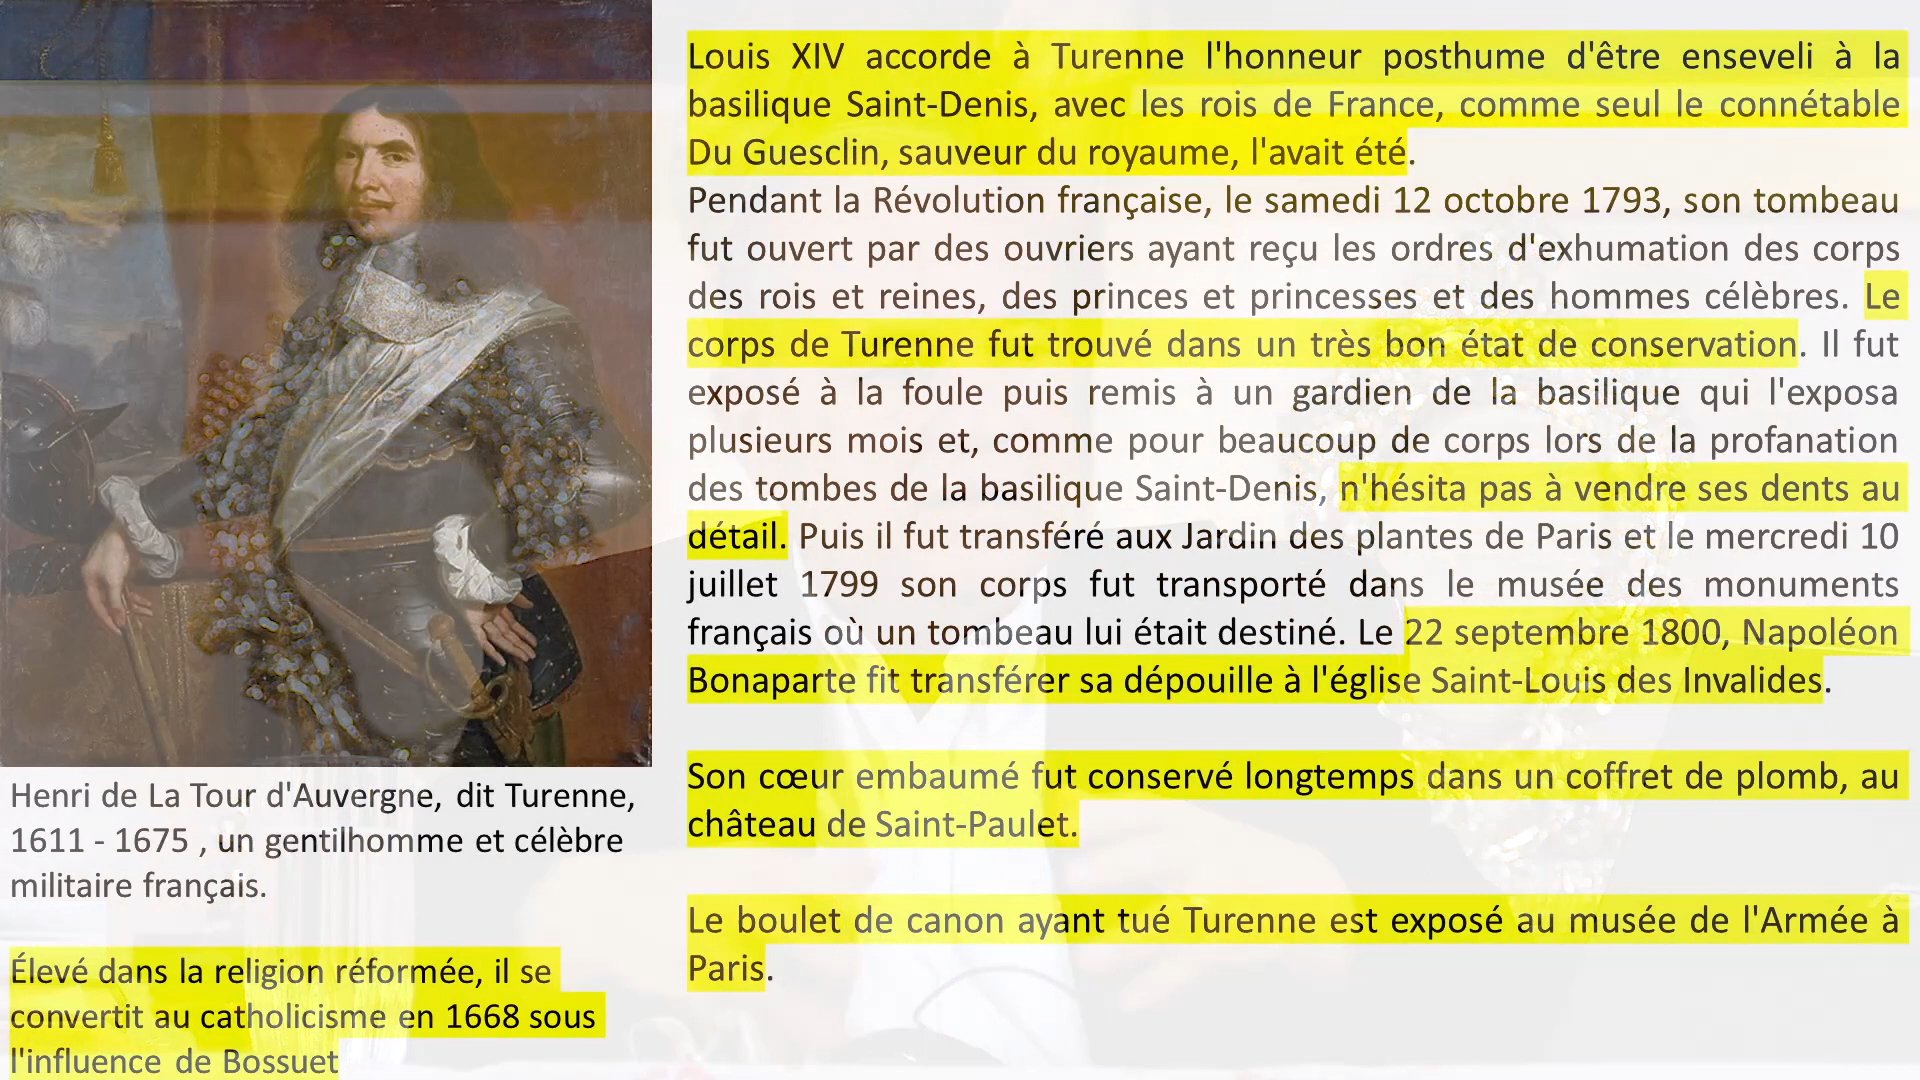 Louis XIV accorde à Turenne l'honneur posthume d'être enseveli à la
basilique Saint-Denis, avec les rois de France, comme seul le connétable
Du Guesclin, sauveur du royaume, l'avait été.
Pendant la Révolution française, le samedi 12 octobre 1793, son tombeau
fut ouvert par des ouvriers ayant reçu les ordres d'exhumation des corps
des rois et reines, des princes et princesses et des hommes célèbres. Le
corps de Turenne fut trouvé dans un très bon état de conservation. Il fut
exposé à la foule puis remis à un gardien de la basilique qui l'exposa
plusieurs mois et, comme pour beaucoup de corps lors de la profanation
des tombes de la basilique Saint-Denis, n'hésita pas à vendre ses dents au
détail. Puis il fut transféré aux Jardin des plantes de Paris et le mercredi 10
juillet 1799 son corps fut transporté dans le musée des monuments
français où un tombeau lui était destiné. Le 22 septembre 1800, Napoléon
Bonaparte fit transférer sa dépouille à l'église Saint-Louis des Invalides.
Son cœur embaumé fut conservé longtemps dans un coffret de plomb, au
château de Saint-Paulet.
Le boulet de canon ayant tué Turenne est exposé au musée de l'Armée à
Paris.
Henri de La Tour d'Auvergne, dit Turenne,
1611 - 1675 , un gentilhomme et célèbre
militaire français.
Élevé dans la religion réformée, il se
convertit au catholicisme en 1668 sous
l'influence de Bossuet